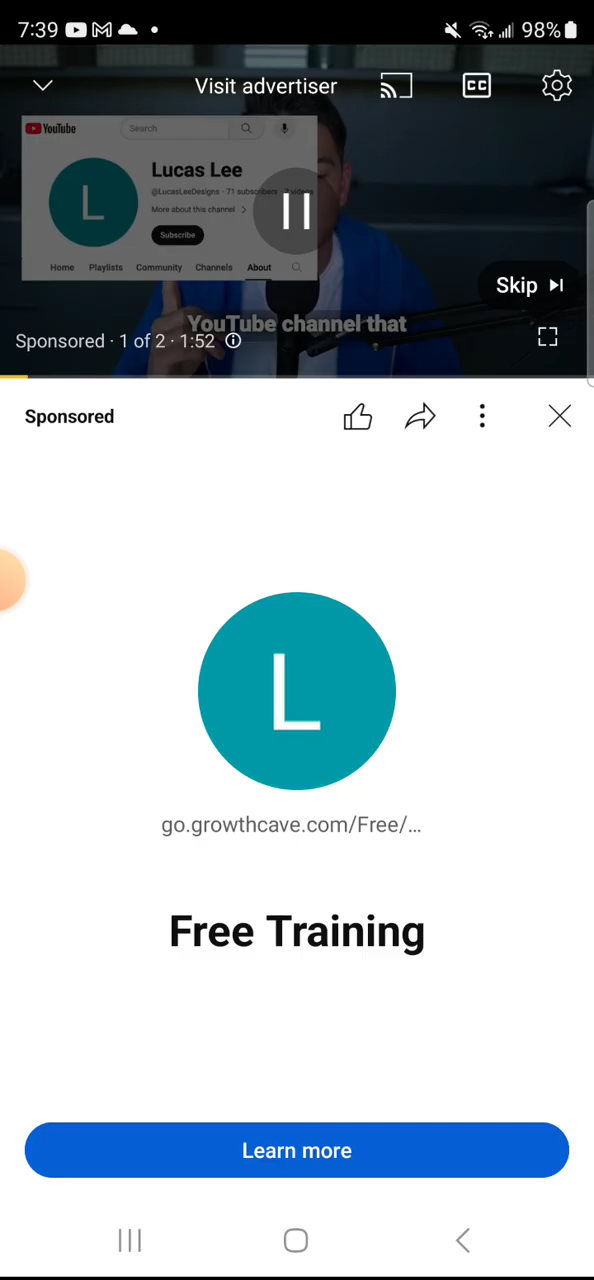 7:39
98%
Visit advertiser
CC
YouTube
Search
Lucas Lee
@LucasLeeDesigns · 71 subscribers
More about this channel
Subscribe
Home Playlists Community Channels About
L
Skip
YouTube channel that
Sponsored · 1 of 2 · 1:52
Sponsored
L
go.growthcave.com/Free/...
Free Training
Learn more